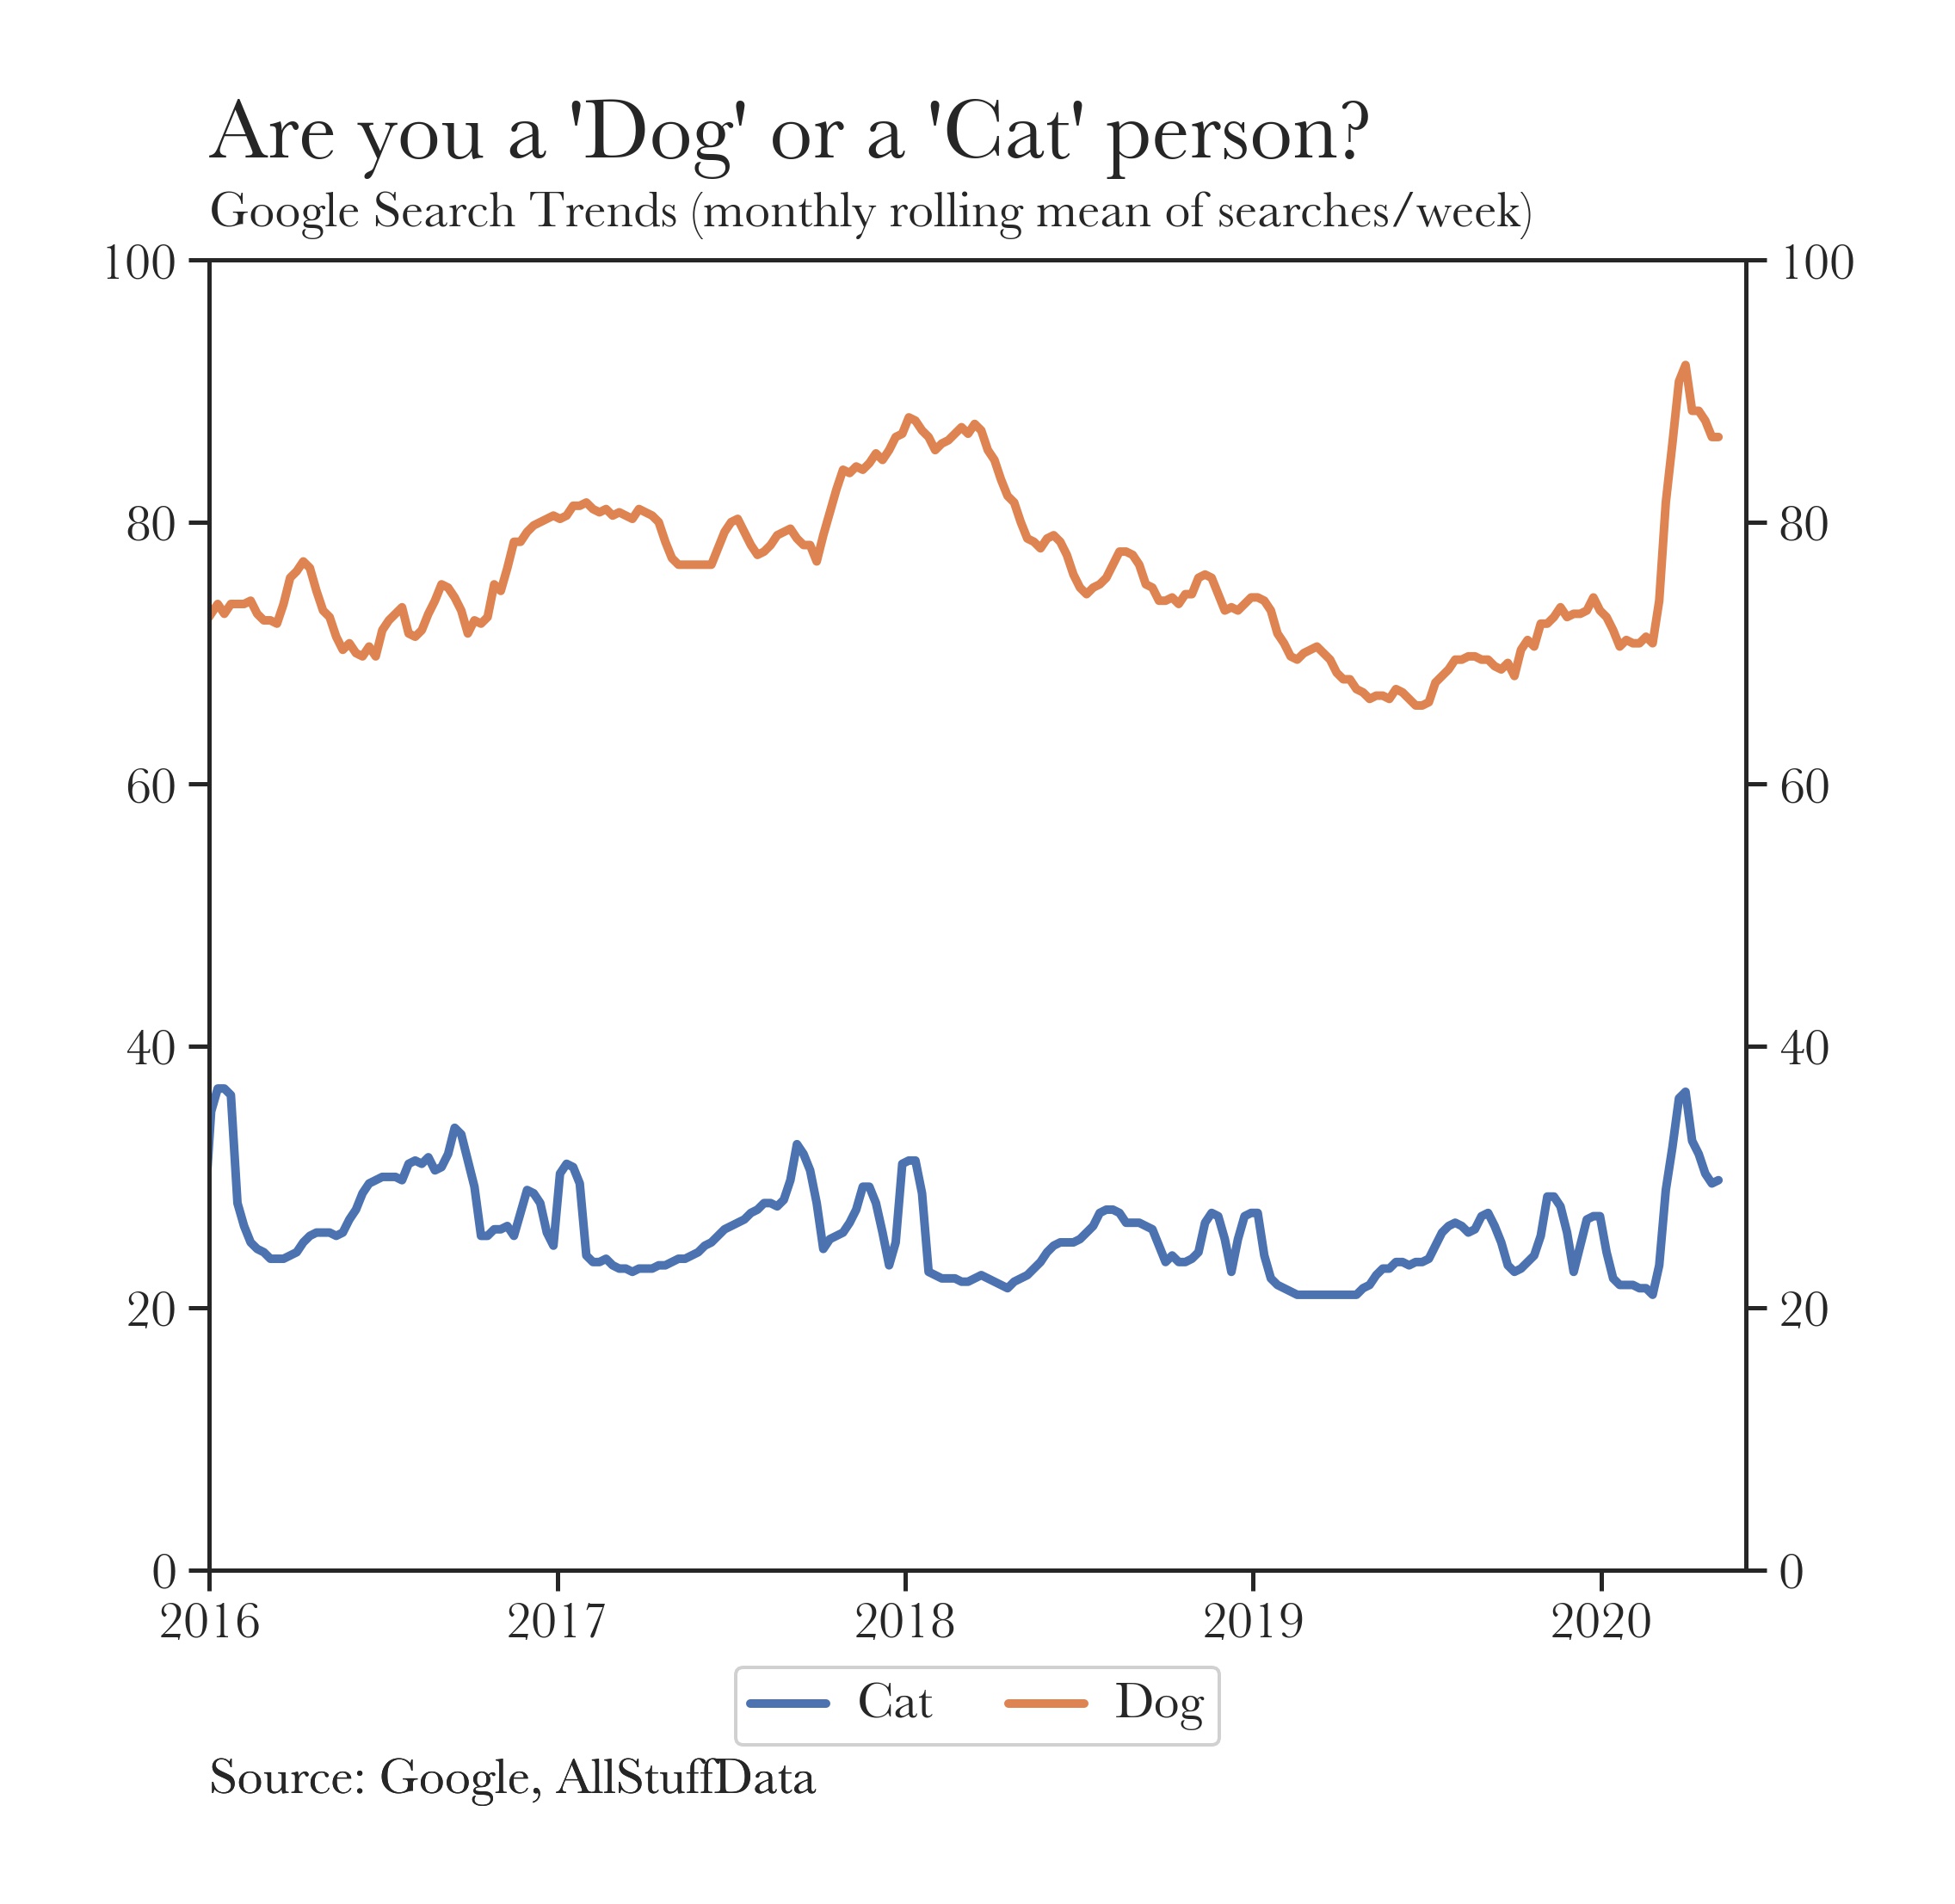 Are you a 'Dog' or a 'Cat' person?
Google Search Trends (monthly rolling mean of searches/week)
100 100
80 80
60 60
40 40
20 20
0 0
2016 2017 2018 2019 2020
Cat Dog
Source: Google, AllStuffData